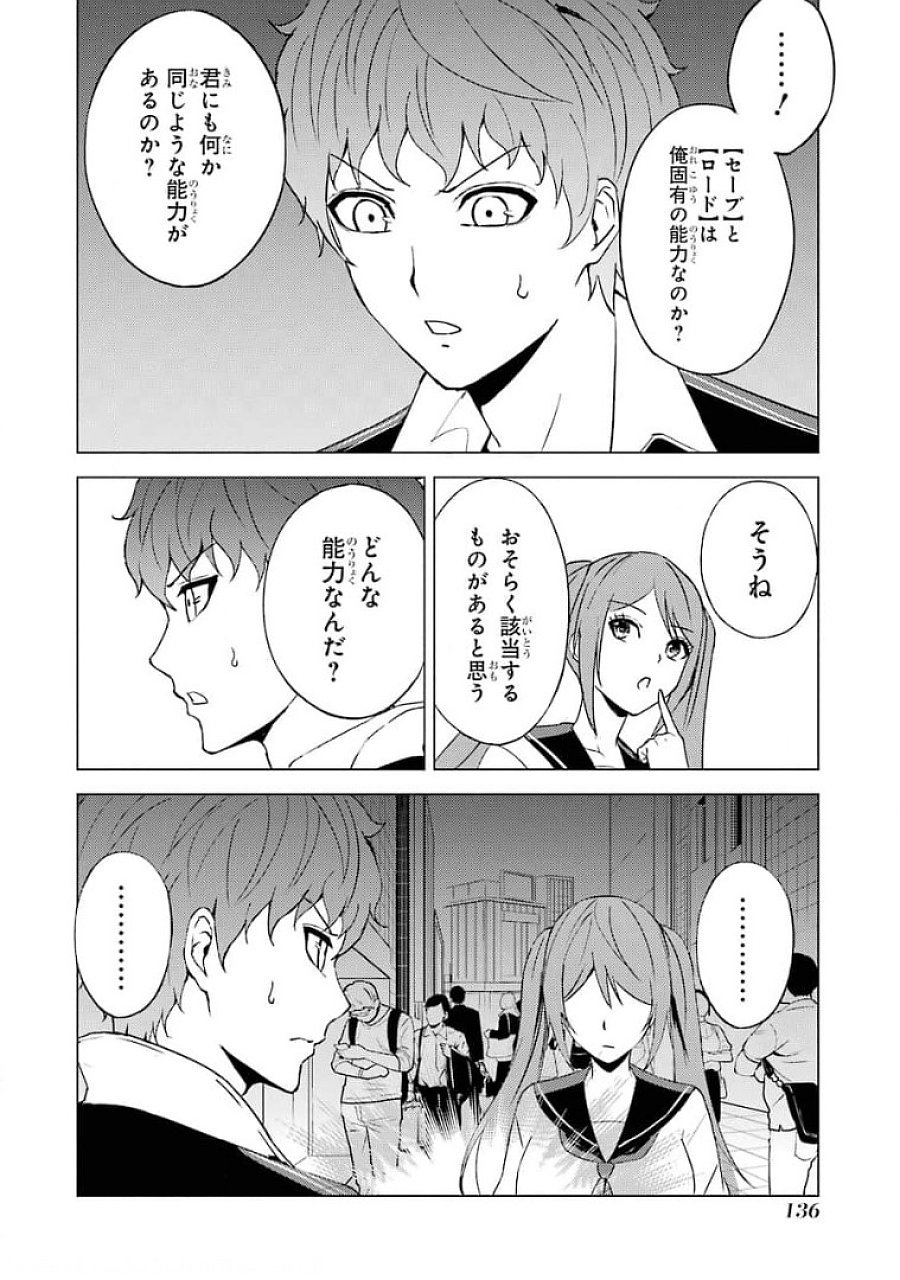 ……！
【セーブ】と
【ロード】は
俺固有の能力なのか？
君にも何か
同じような能力が
あるのか？
そうね
おそらく該当する
ものがあると思う
どんな
能力なんだ？
…………
…………
136